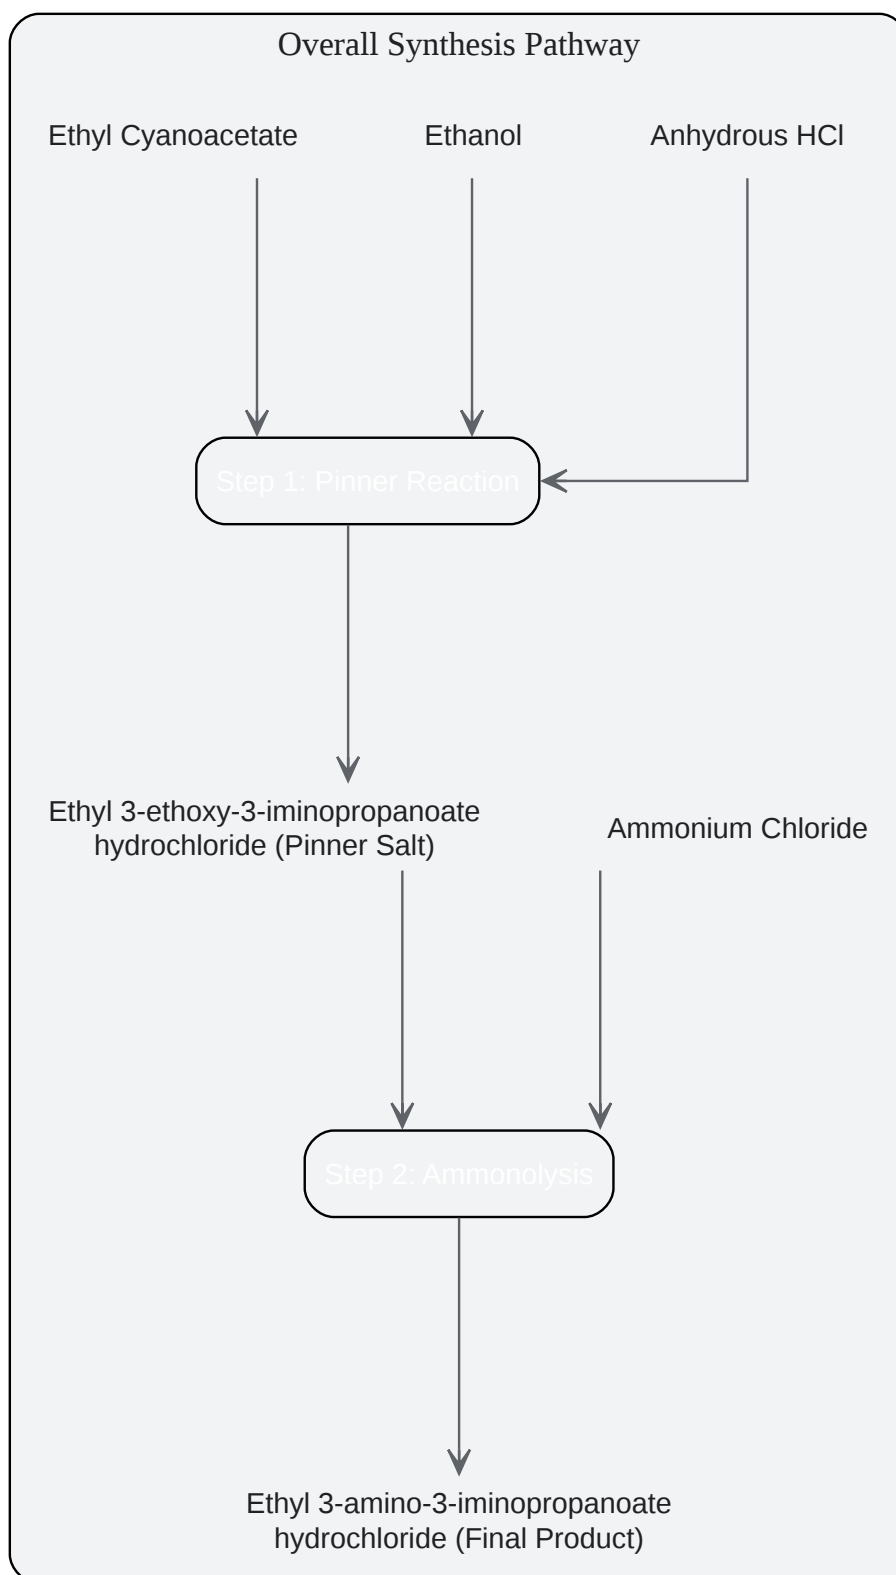 Overall Synthesis Pathway
Ethyl Cyanoacetate
Ethanol
Anhydrous HCl
Step 1: Pinner Reaction
Ethyl 3-ethoxy-3-iminopropanoate
hydrochloride (Pinner Salt)
Ammonium Chloride
Step 2: Ammonolysis
Ethyl 3-amino-3-iminopropanoate
hydrochloride (Final Product)